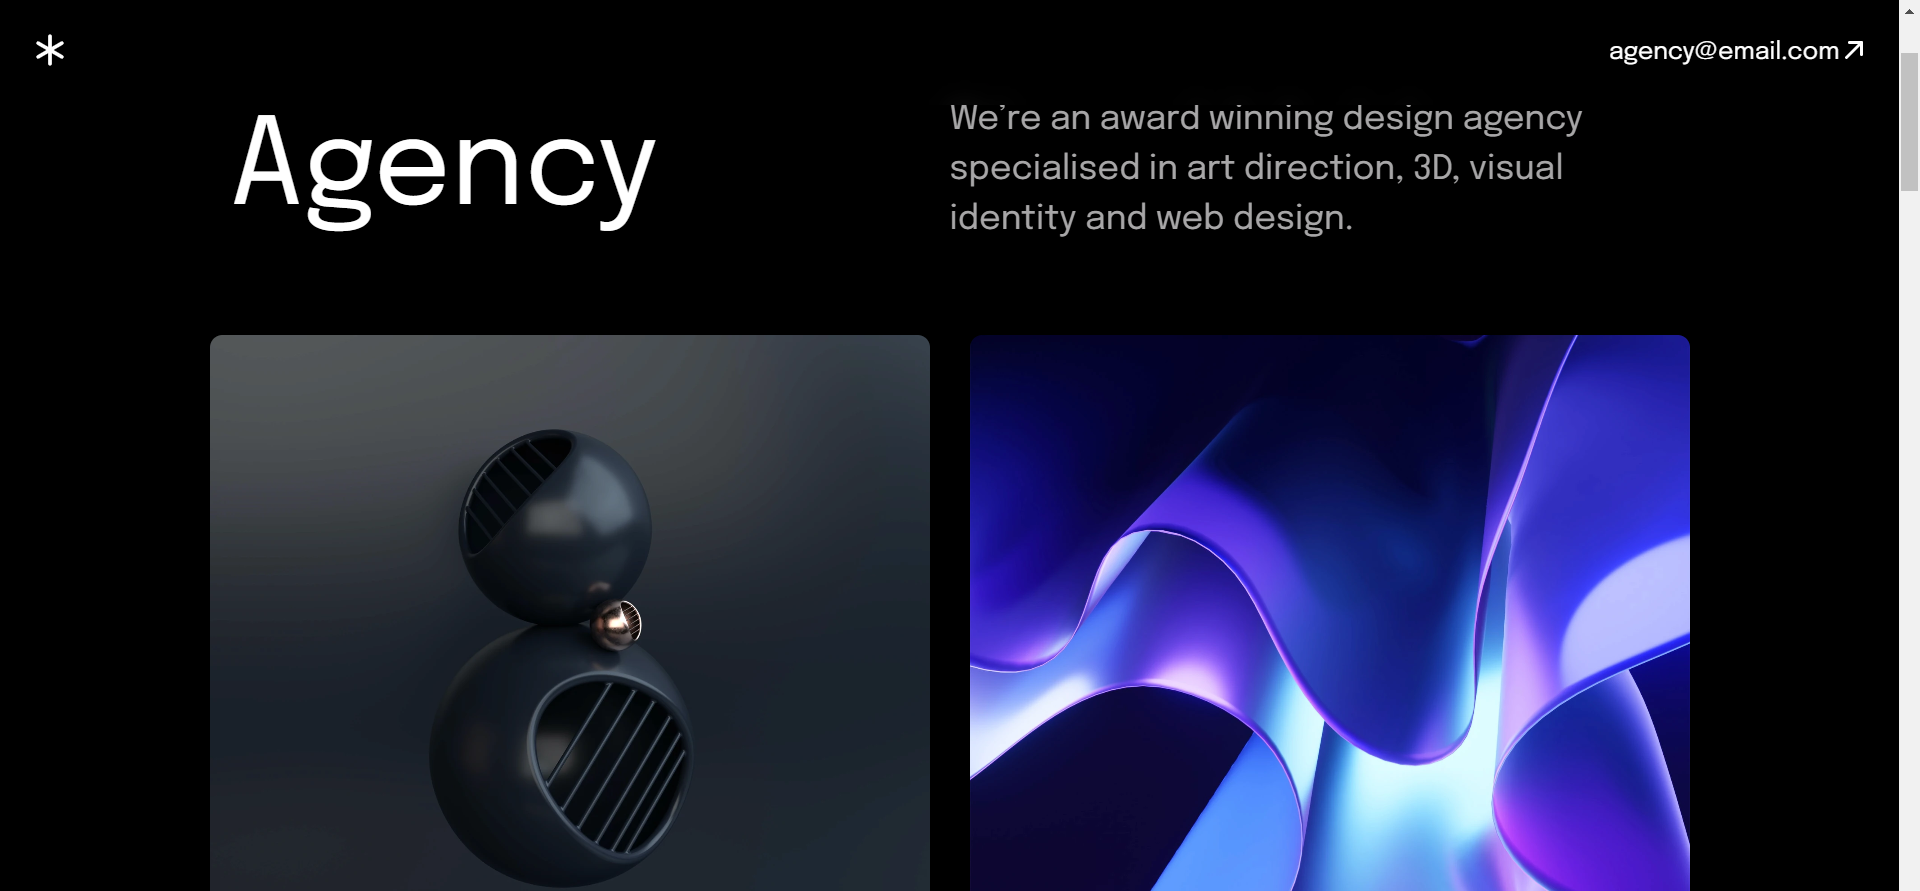 agency@email.com
Agency
We’re an award winning design agency
specialised in art direction, 3D, visual
identity and web design.